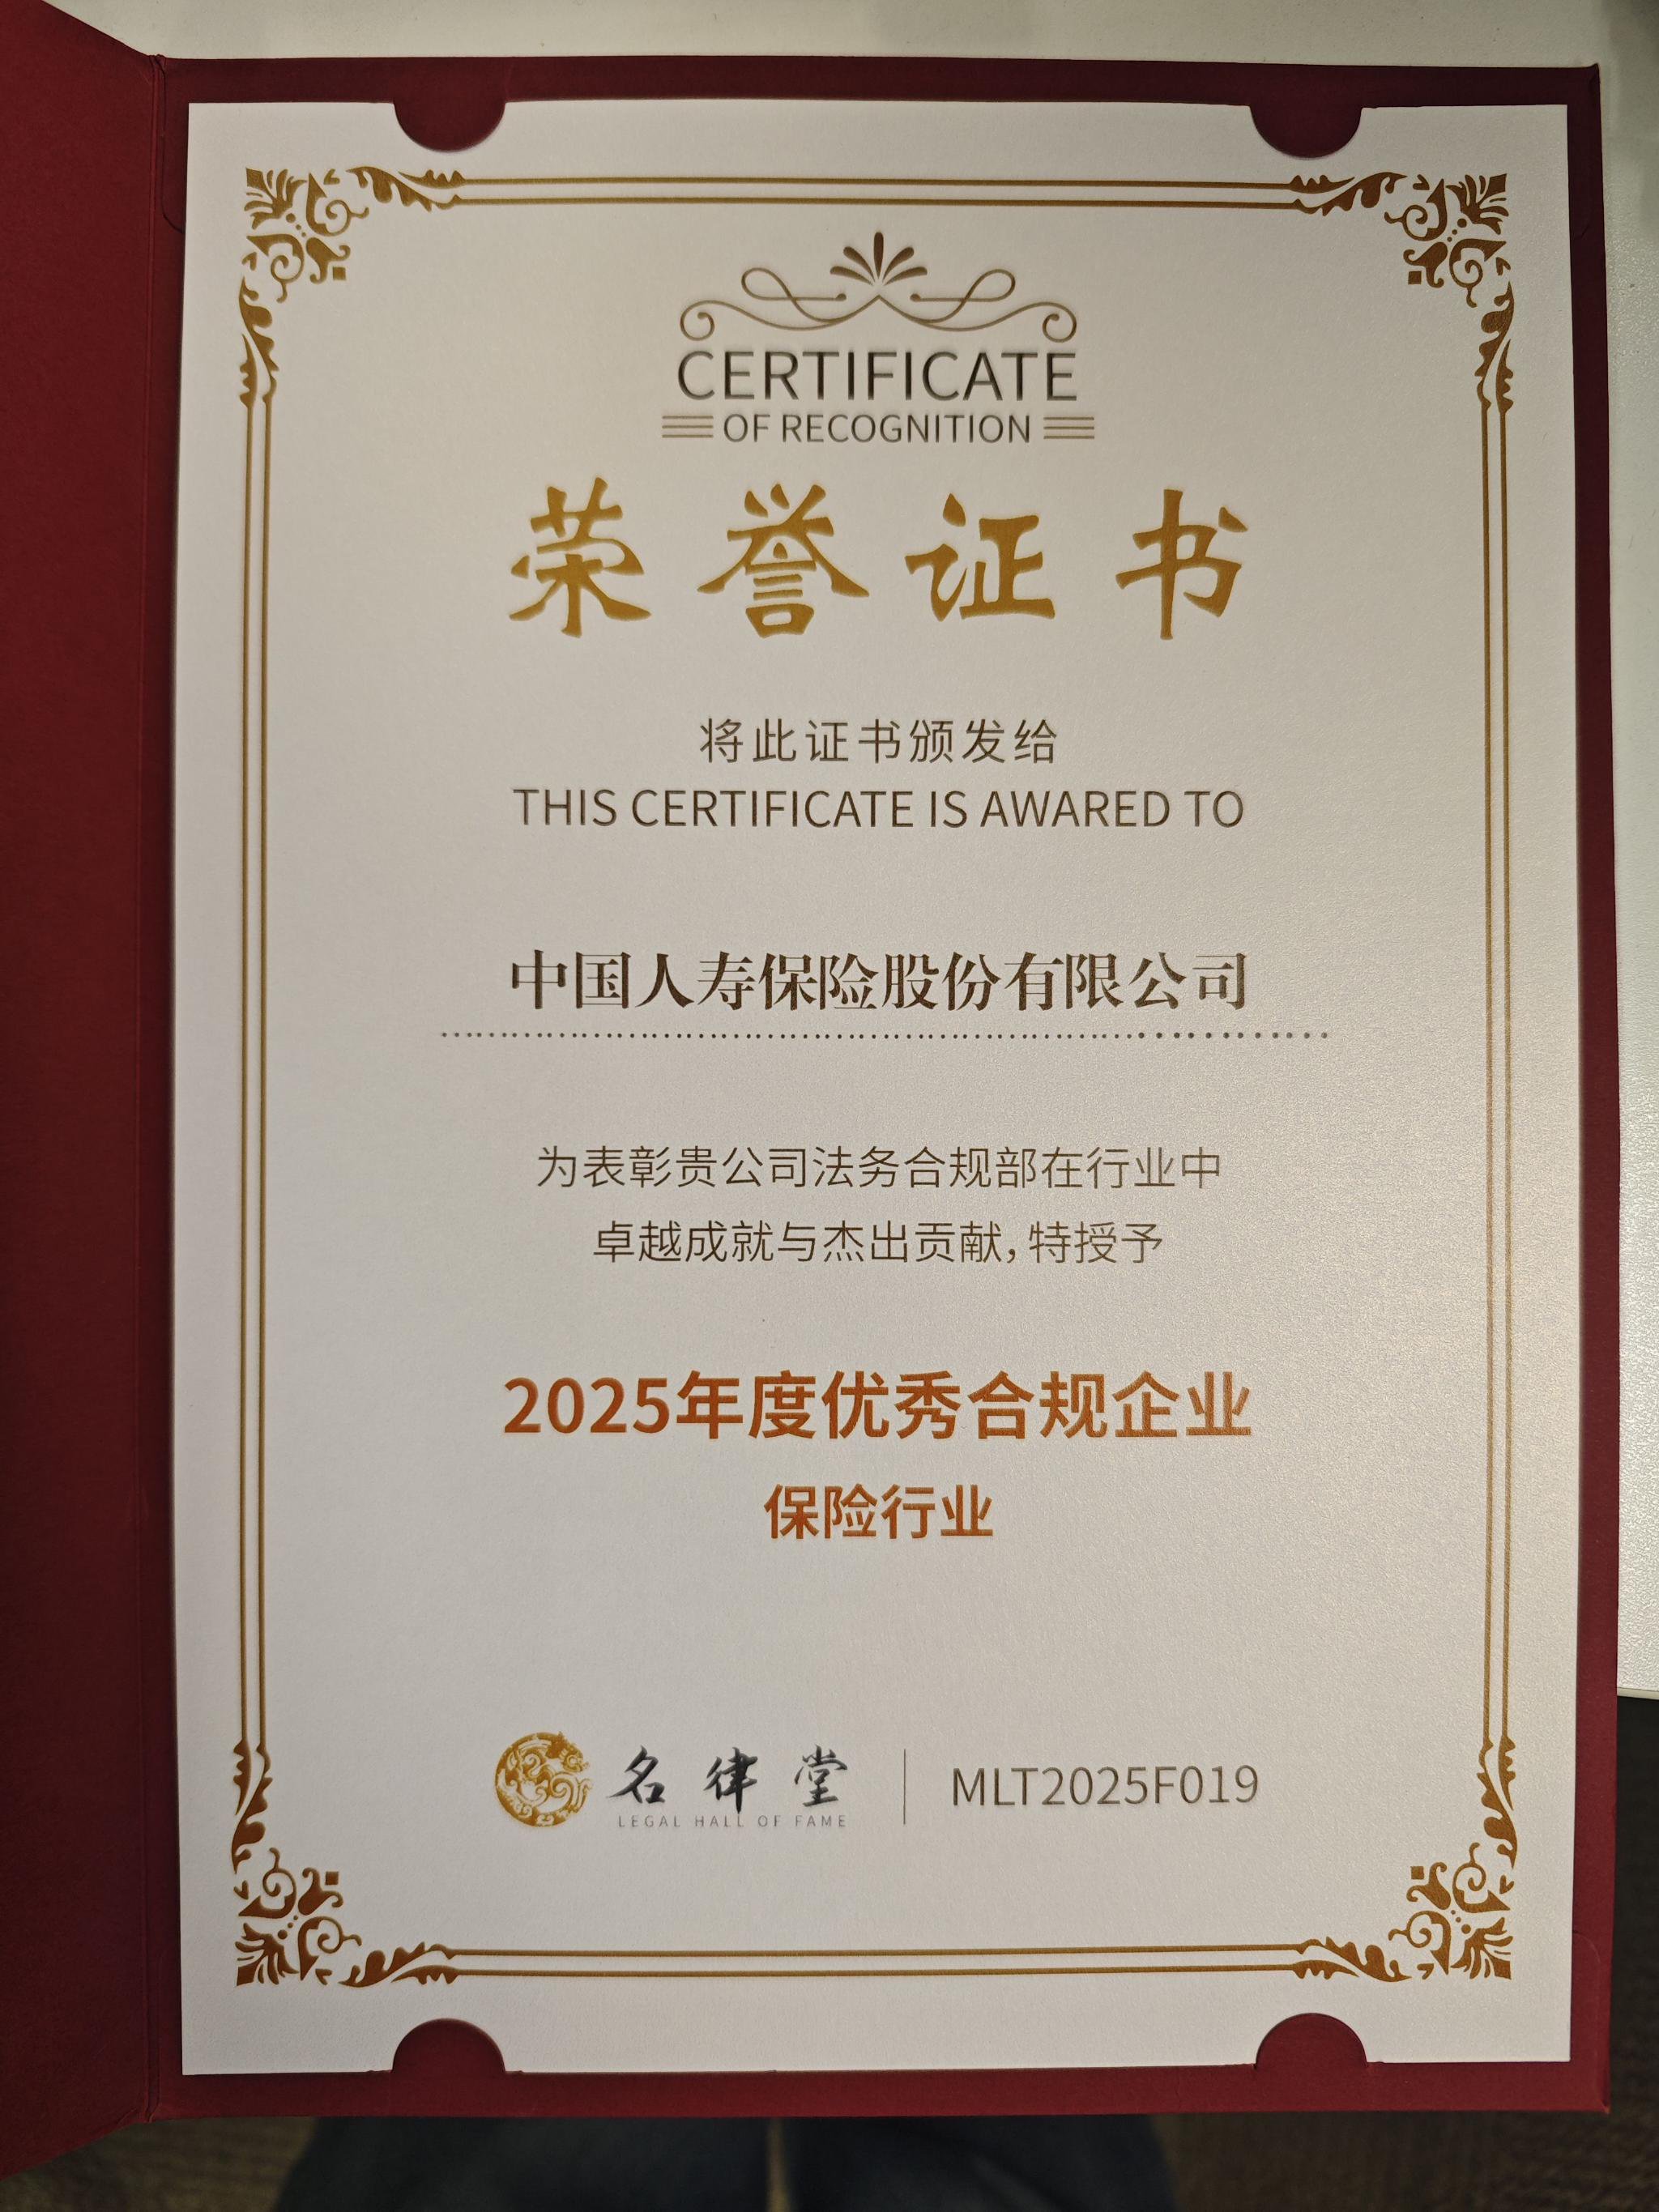 CERTIFICATE
OF RECOGNITION
荣誉证书
将此证书颁发给
THIS CERTIFICATE IS AWARED TO
中国人寿保险股份有限公司
为表彰贵公司法务合规部在行业中
卓越成就与杰出贡献,特授予
2025年度优秀合规企业
保险行业
名律堂
LEGAL HALL OF FAME
MLT2025F019